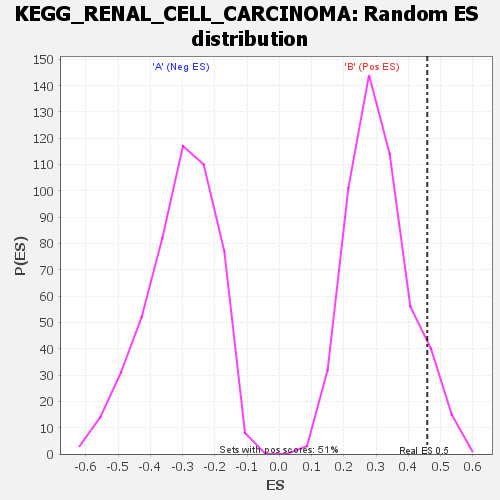 KEGG_RENAL_CELL_CARCINOMA: Random ES
distribution
'A' (Neg ES)
'B' (Pos ES)
P(ES)
150
140
130
120
110
100
90
80
70
60
50
40
30
20
10
0
Sets with pos scores: 51%
Real ES 0.5
-0.6 -0.5 -0.4 -0.3 -0.2 -0.1 0.0 0.1 0.2 0.3 0.4 0.5 0.6
ES